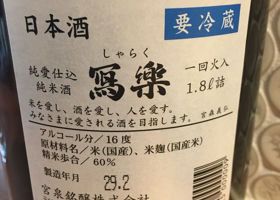 日本酒
要冷蔵
しゃらく
純愛仕込
純米酒
寫樂
一回火入
1.8ℓ詰
米を愛し、酒を愛し、人を愛す。
みなさまに愛される酒を目指します。
宮森義弘
アルコール分/16度
原材料名/米(国産)、米麹(国産米)
精米歩合/60%
製造年月 29.2
宮泉銘醸株式会社